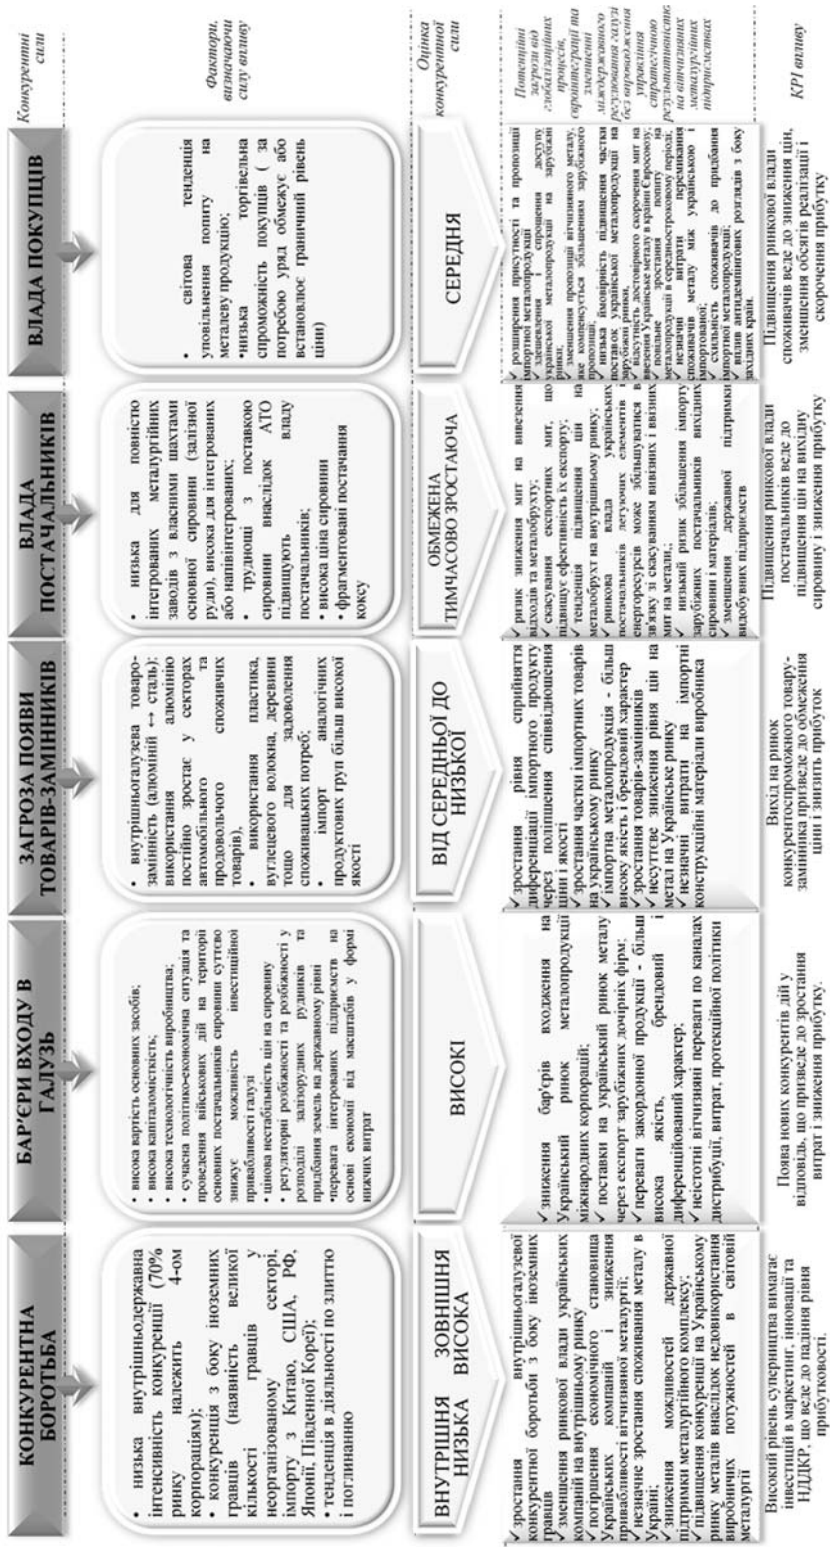 Конкурентні
сили
КОНКУРЕНТНА
БОРОТЬБА
БАР'ЄРИ ВХОДУ В
ГАЛУЗЬ
ЗАГРОЗА ПОЯВИ
ТОВАРІВ-ЗАМІННИКІВ
ВЛАДА
ПОСТАЧАЛЬНИКІВ
ВЛАДА ПОКУПЦІВ
Фактори,
визначаючи
силу впливу
• низька внутрішньодержавна
інтенсивність конкуренції (70%
ринку належить 4-ом
корпораціям);
• конкуренція з боку іноземних
гравців (наявність великої
кількості гравців у
неорганізованому секторі,
імпорту з Китаю, США, РФ,
Японії, Південної Кореї);
• тенденція в діяльності по злиттю
і поглинанню
• висока вартість основних засобів;
• висока капіталомісткість;
• висока технологічність виробництва;
• сучасна політико-економічна ситуація та
проведення військових дій на території
основних постачальників сировини суттєво
знижує можливість інвестиційної
привабливості галузі
• цінова нестабільність цін на сировину
• регуляторні розбіжності та розбіжності у
розподілі залізорудних рудників та
придбання земель на державному рівні
•перевага інтегрованих підприємств на
основі економії від масштабів у формі
нижчих витрат
• внутрішньогалузева товаро-
замінність (алюміній ↔ сталь);
використання алюмінію
постійно зростає у секторах
автомобільного та
продовольчого споживчих
товарів),
• використання пластика,
вуглецевого волокна, деревини
тощо для задоволення
споживацьких потреб;
• імпорт аналогічних
продуктових груп більш високої
якості
• низька для повністю
інтегрованих металургійних
заводів з власними шахтами
основної сировини (залізної
руди), висока для інтегрованих
або напівінтегрованих;
• труднощі з поставкою
сировини внаслідок АТО
підвищують владу
постачальників;
• висока ціна сировини
• фрагментовані постачання
коксу
• світова тенденція
уповільнення попиту на
металеву продукцію;
•низька торгівельна
спроможність покупців ( за
потребою уряд обмежує або
встановлює граничний рівень
ціни)
Оцінка
конкурентної
сили
ВНУТРІШНЯ ЗОВНІШНЯ
НИЗЬКА ВИСОКА
ВИСОКІ
ВІД СЕРЕДНЬОЇ ДО
НИЗЬКОЇ
ОБМЕЖЕНА
ТИМЧАСОВО ЗРОСТАЮЧА
СЕРЕДНЯ
Потенційні
загрози від
глобалізаційних
процесів,
євроінтеграції та
зменшенні
міждержавного
регулювання галузі
без впровадження
управління
стратегічною
результативністю
на вітчизняних
металургійних
підприємствах
✓зростання внутрішньогалузевої
конкурентної боротьби з боку іноземних
гравців
✓зменшення ринкової влади українських
компаній на внутрішньому ринку
✓погіршення економічного становища
Українських компаній і зниження
привабливості вітчизняної металургії;
✓незначне зростання споживання металу в
Україні;
✓зниження можливостей державної
підтримки металургійного комплексу;
✓підвищення конкуренції на Українському
ринку металів внаслідок недовикористання
виробничих потужностей в світовій
металургії
✓зниження бар'єрів входження на
Український ринок металопродукції
міжнародних корпорацій;
✓ поставки на український ринок металу
через експорт зарубіжних дочірніх фірм;
✓ переваги закордонної продукції - більш
висока якість, брендовий і
диференційований характер;
✓неістотні вітчизняні переваги по каналах
дистрибуції, витрат, протекційної політики
✓зростання рівня сприйняття
диференціації імпортного продукту
через поліпшення співвідношення
ціни і якості
✓зростання частки імпортних товарів
на українському ринку
✓імпортна металопродукція - більш
високу якість і брендовий характер
✓зростання товарів-замінників
✓несуттєве зниження рівня цін на
метал на Українське ринку
✓незначні витрати на імпортні
конструкційні матеріали виробника
✓ризик зниження мит на вивезення
відходів та металобрухту;
✓ скасування експортних мит, що
підвищує ефективність їх експорту;
✓тенденція підвищення цін на
металобрухт на внутрішньому ринку;
✓ринкова влада українських
постачальників легуючих елементів і
енергоресурсів може збільшуватися в
зв'язку зі скасуванням вивізних і ввізних
мит на метали,;
✓ низький ризик збільшення імпорту
зарубіжних постачальників вихідних
сировини і матеріалів;
✓зменшення державної підтримки
видобувних підприємств
✓ розширення присутності та пропозиції
імпортної металопродукції
✓ здешевлення і спрощення доступу
української металопродукції на зарубіжні
ринки,
✓зменшення пропозиції вітчизняного металу,
яке компенсується збільшенням зарубіжного
пропозиції;
✓ низька ймовірність підвищення частки
поставок української металопродукції на
зарубіжні ринки,
✓відсутність достовірного скорочення мит на
ввезення Українське металу в країни Євросоюзу;
✓ повільне зростання попиту на
металопродукції в середньостроковому періоді;
✓ незначні витрати перемикання
споживачів металу між українською і
імпортованої;
✓ схильність споживачів до придбання
імпортної металопродукції;
✓ вплив антидемпінгових розглядів з боку
західних країн.
КРІ впливу
Високий рівень суперництва вимагає
інвестицій в маркетинг, інновації та
НДДКР, що веде до падіння рівня
прибутковості.
Поява нових конкурентів дій у
відповідь, що призведе до зростання
витрат і зниження прибутку.
Вихід на ринок
конкурентоспроможного товару-
замінника призведе до обмеження
ціни і знизить прибуток
Підвищення ринкової влади
постачальників веде до
підвищення цін на вихідну
сировину і зниження прибутку
Підвищення ринкової влади
споживачів веде до зниження цін,
зменшення обсягів реалізації і
скорочення прибутку